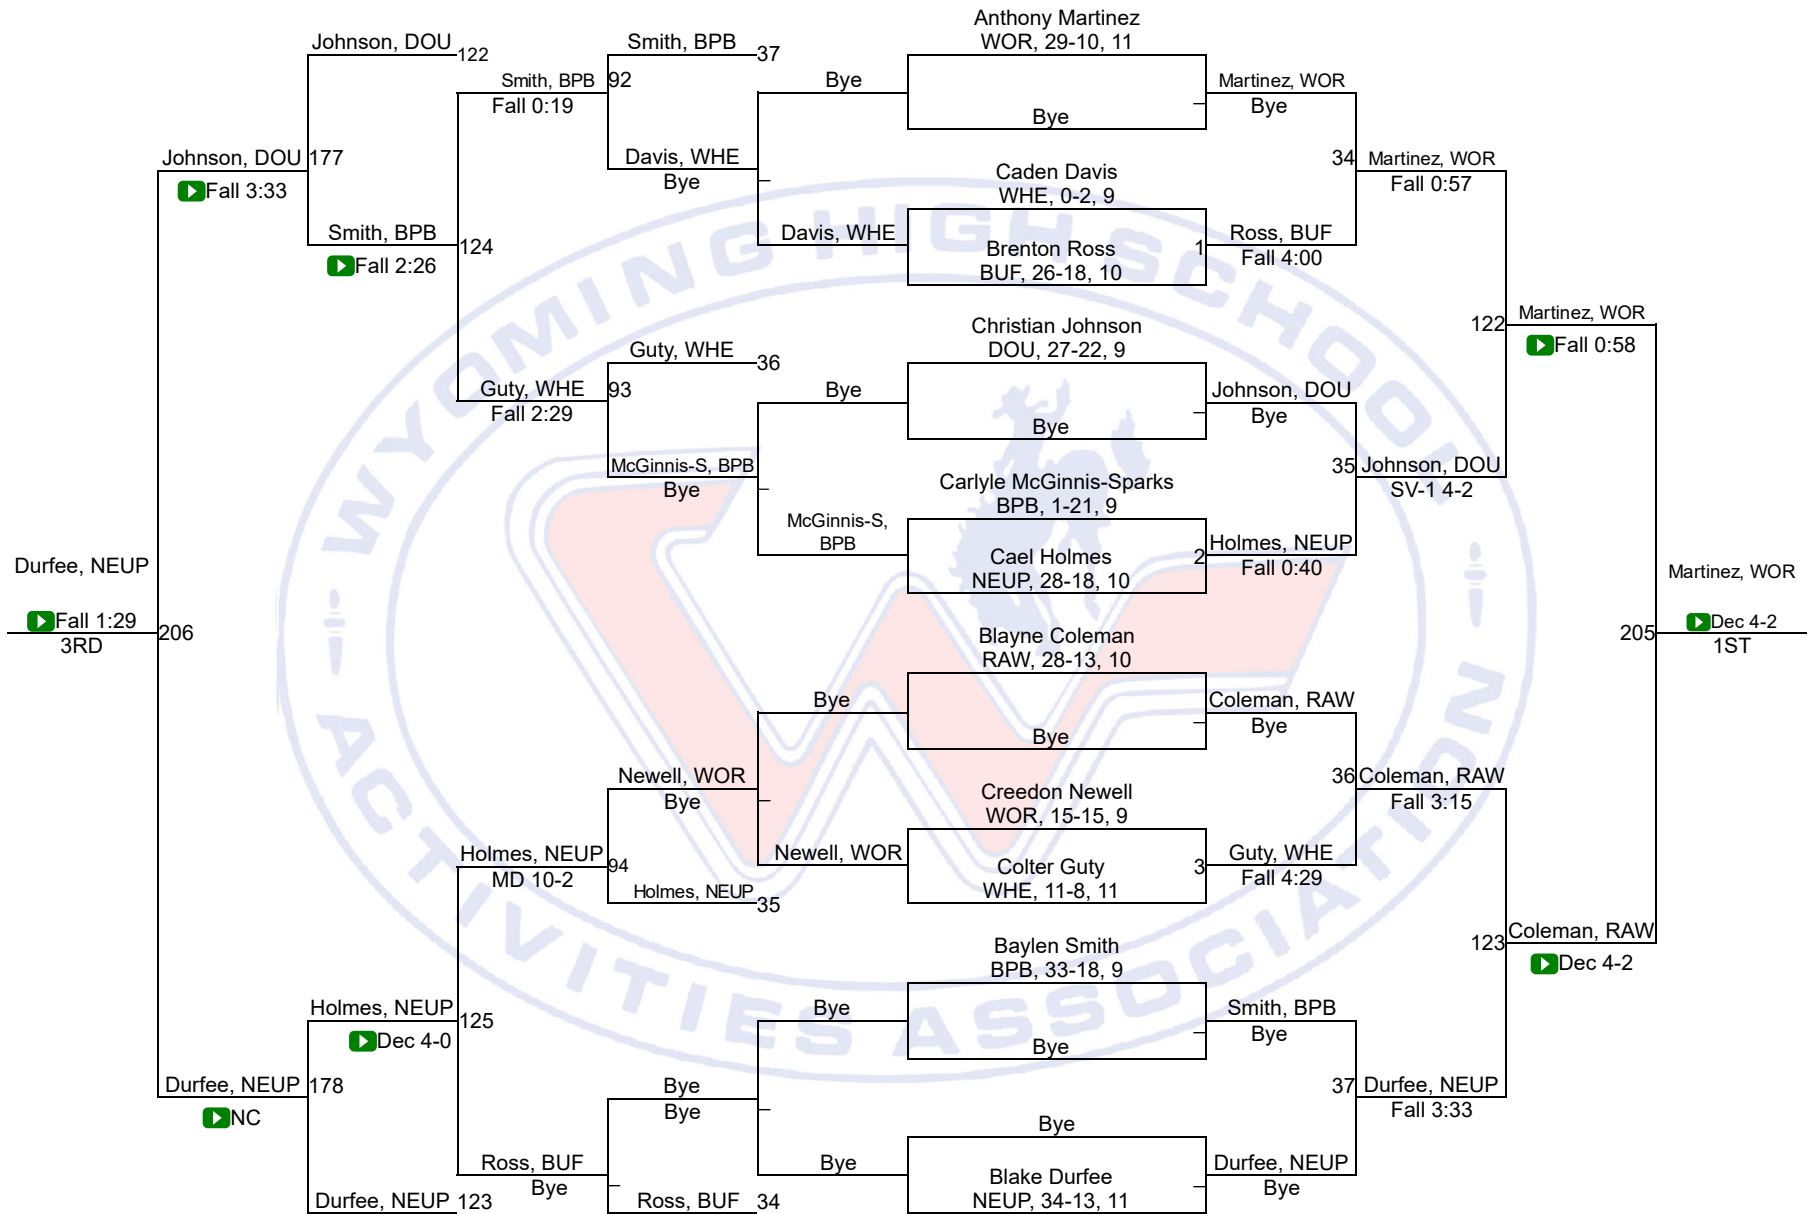 Anthony Martinez
Johnson, DOU
122
Smith, BPB
37
WOR, 29-10, 11
Smith, BPB
92
Bye
Martinez, WOR
Fall 0:19
Bye
Bye
Johnson, DOU
177
Davis, WHE
34
Martinez, WOR
Fall 3:33
Bye
Caden Davis
Fall 0:57
WHE, 0-2, 9
Smith, BPB
124
Davis, WHE
Brenton Ross
1
Ross, BUF
Fall 2:26
BUF, 26-18, 10
Fall 4:00
Christian Johnson
122
Martinez, WOR
Guty, WHE
36
DOU, 27-22, 9
Fall 0:58
Guty, WHE
93
Bye
Johnson, DOU
Fall 2:29
Bye
Bye
McGinnis-S, BPB
35
Johnson, DOU
Bye
Carlyle McGinnis-Sparks
SV-1 4-2
BPB, 1-21, 9
McGinnis-S,
BPB
Cael Holmes
2
Holmes, NEUP
NEUP, 28-18, 10
Fall 0:40
Durfee, NEUP
Martinez, WOR
Fall 1:29
206
Blayne Coleman
205
Dec 4-2
3RD
RAW, 28-13, 10
1ST
Bye
Coleman, RAW
Bye
Bye
Newell, WOR
36
Coleman, RAW
Bye
Creedon Newell
Fall 3:15
WOR, 15-15, 9
Holmes, NEUP
94
Newell, WOR
Colter Guty
3
Guty, WHE
MD 10-2
WHE, 11-8, 11
Fall 4:29
Holmes, NEUP
35
Baylen Smith
123
Coleman, RAW
BPB, 33-18, 9
Dec 4-2
Holmes, NEUP
125
Bye
Smith, BPB
Dec 4-0
Bye
Bye
Durfee, NEUP
178
Bye
37
Durfee, NEUP
NC
Bye
Bye
Fall 3:33
Ross, BUF
Bye
Blake Durfee
Durfee, NEUP
Bye
NEUP, 34-13, 11
Bye
Durfee, NEUP
123
Ross, BUF
34
WYOMING HIGH SCHOOL
ACTIVITIES ASSOCIATION